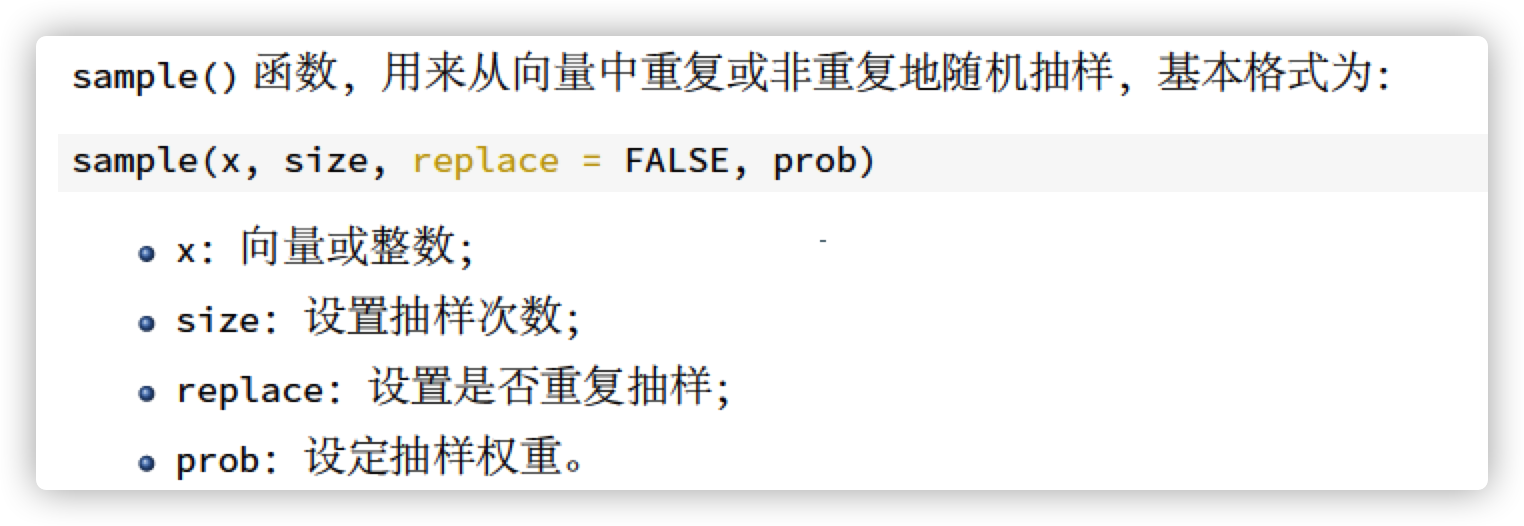 sample() 函数，用来从向量中重复或非重复地随机抽样，基本格式为：
sample(x, size, replace = FALSE, prob)
x：向量或整数；
size：设置抽样次数；
replace：设置是否重复抽样；
prob：设定抽样权重。